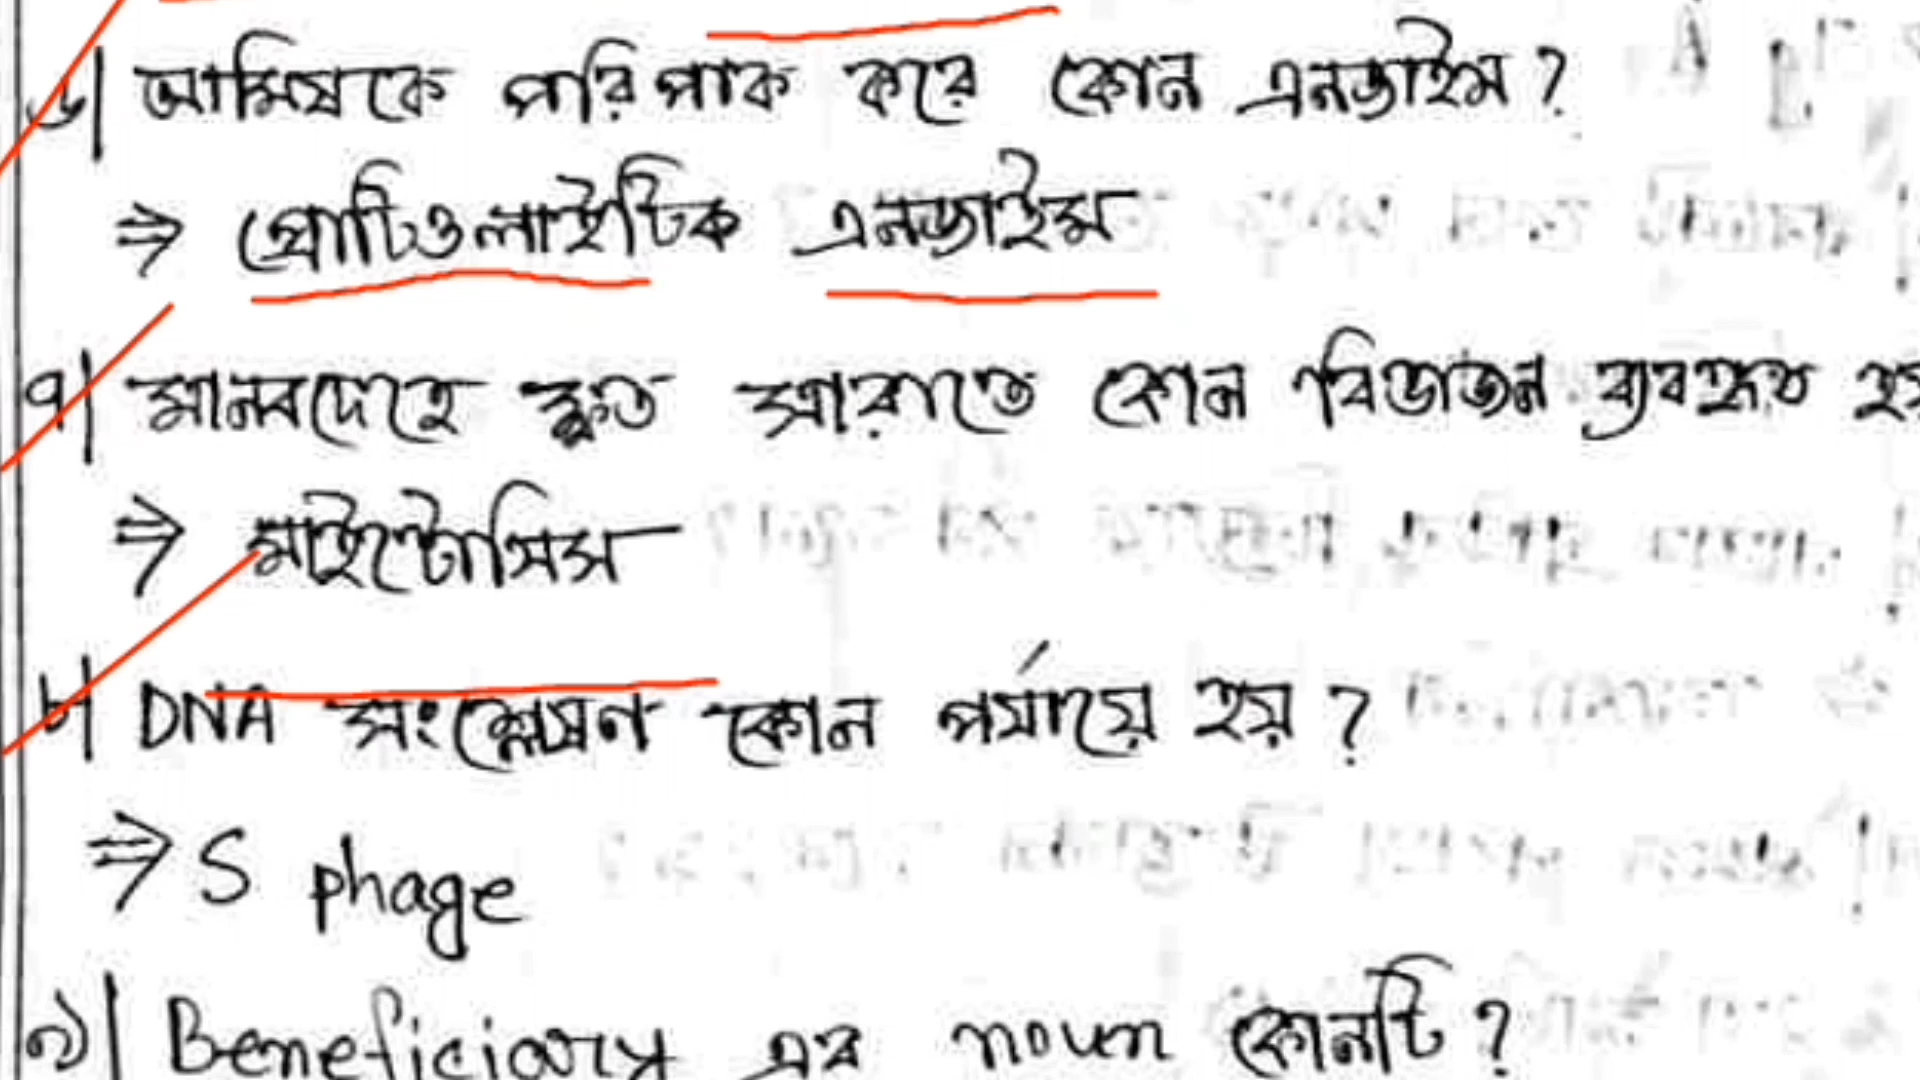 ৬| আমিষকে পরিপাক করে কোন এনজাইম?
⇒ প্রোটিওলাইটিক এনজাইম
৭| মানবদেহে ক্ষত সারাতে কোন বিভাজন ব্যবহৃত হয়
⇒ মাইটোসিস
৮| DNA সংশ্লেষন কোন পর্যায়ে হয়?
⇒ S phage
৯| Beneficiary এর noun কোনটি?